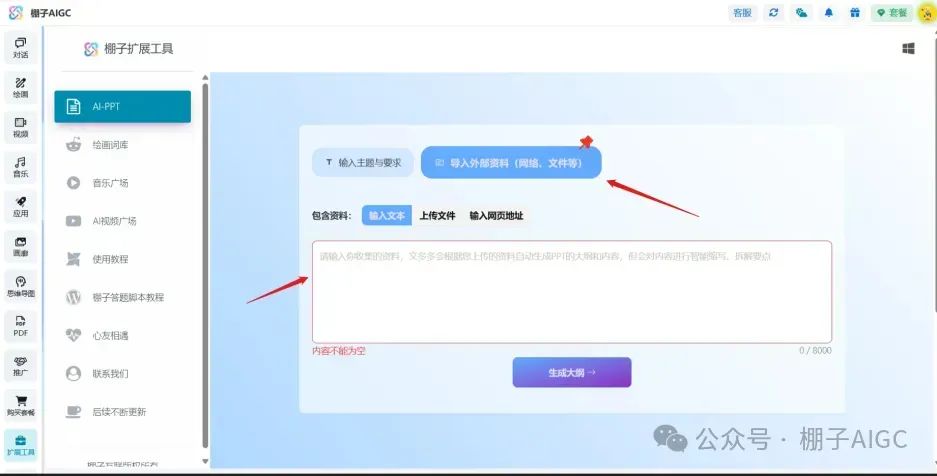 棚子AIGC
客服
套餐
对话
绘画
视频
音乐
应用
画廊
思维导图
PDF
PDF
推广
购买套餐
扩展工具
棚子扩展工具
AI-PPT
绘画词库
音乐广场
AI视频广场
使用教程
棚子答题脚本教程
心友相遇
联系我们
后续不断更新
T 输入主题与要求
导入外部资料（网络、文件等）
包含资料：
输入文本 上传文件 输入网页地址
请输入你收集的资料，文多多会根据您上传的资料自动生成PPT的大纲和内容，但会对内容进行智能缩写、拆解要点
内容不能为空
0 / 8000
生成大纲 →
公众号 · 棚子AIGC